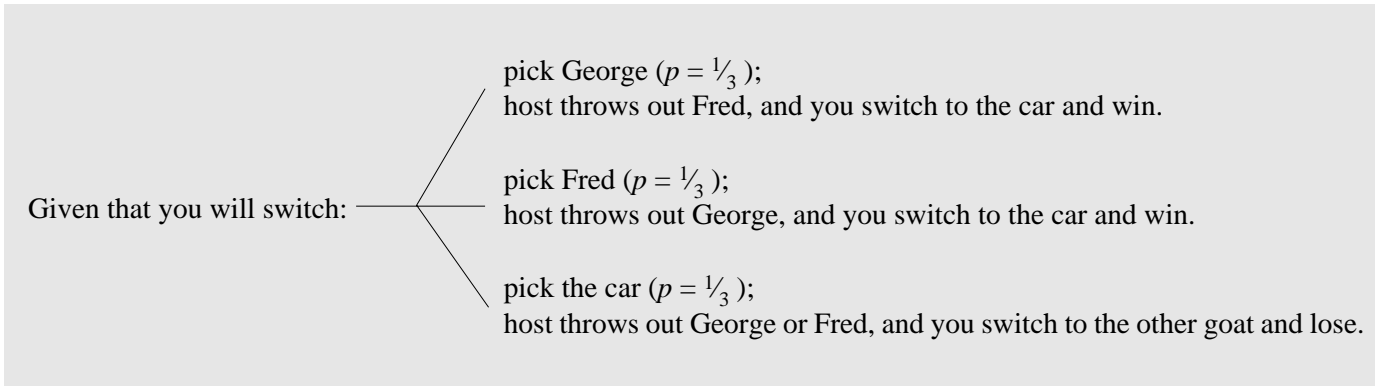 pick George (p = 1⁄3 );
host throws out Fred, and you switch to the car and win.
pick Fred (p = 1⁄3 );
Given that you will switch:
host throws out George, and you switch to the car and win.
pick the car (p = 1⁄3 );
host throws out George or Fred, and you switch to the other goat and lose.